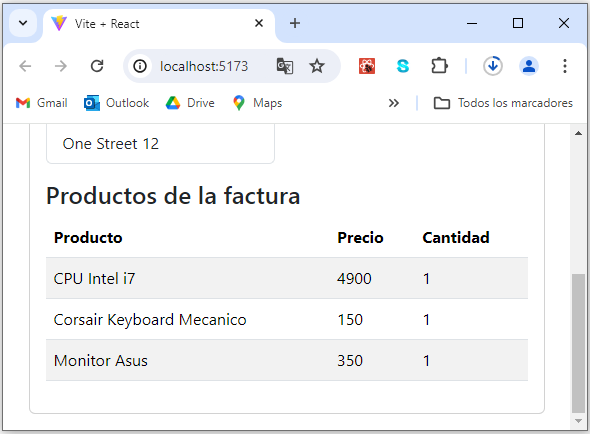 Vite + React
localhost:5173
Gmail Outlook Drive Maps » Todos los marcadores
One Street 12
Productos de la factura
Producto Precio Cantidad
CPU Intel i7 4900 1
Corsair Keyboard Mecanico 150 1
Monitor Asus 350 1